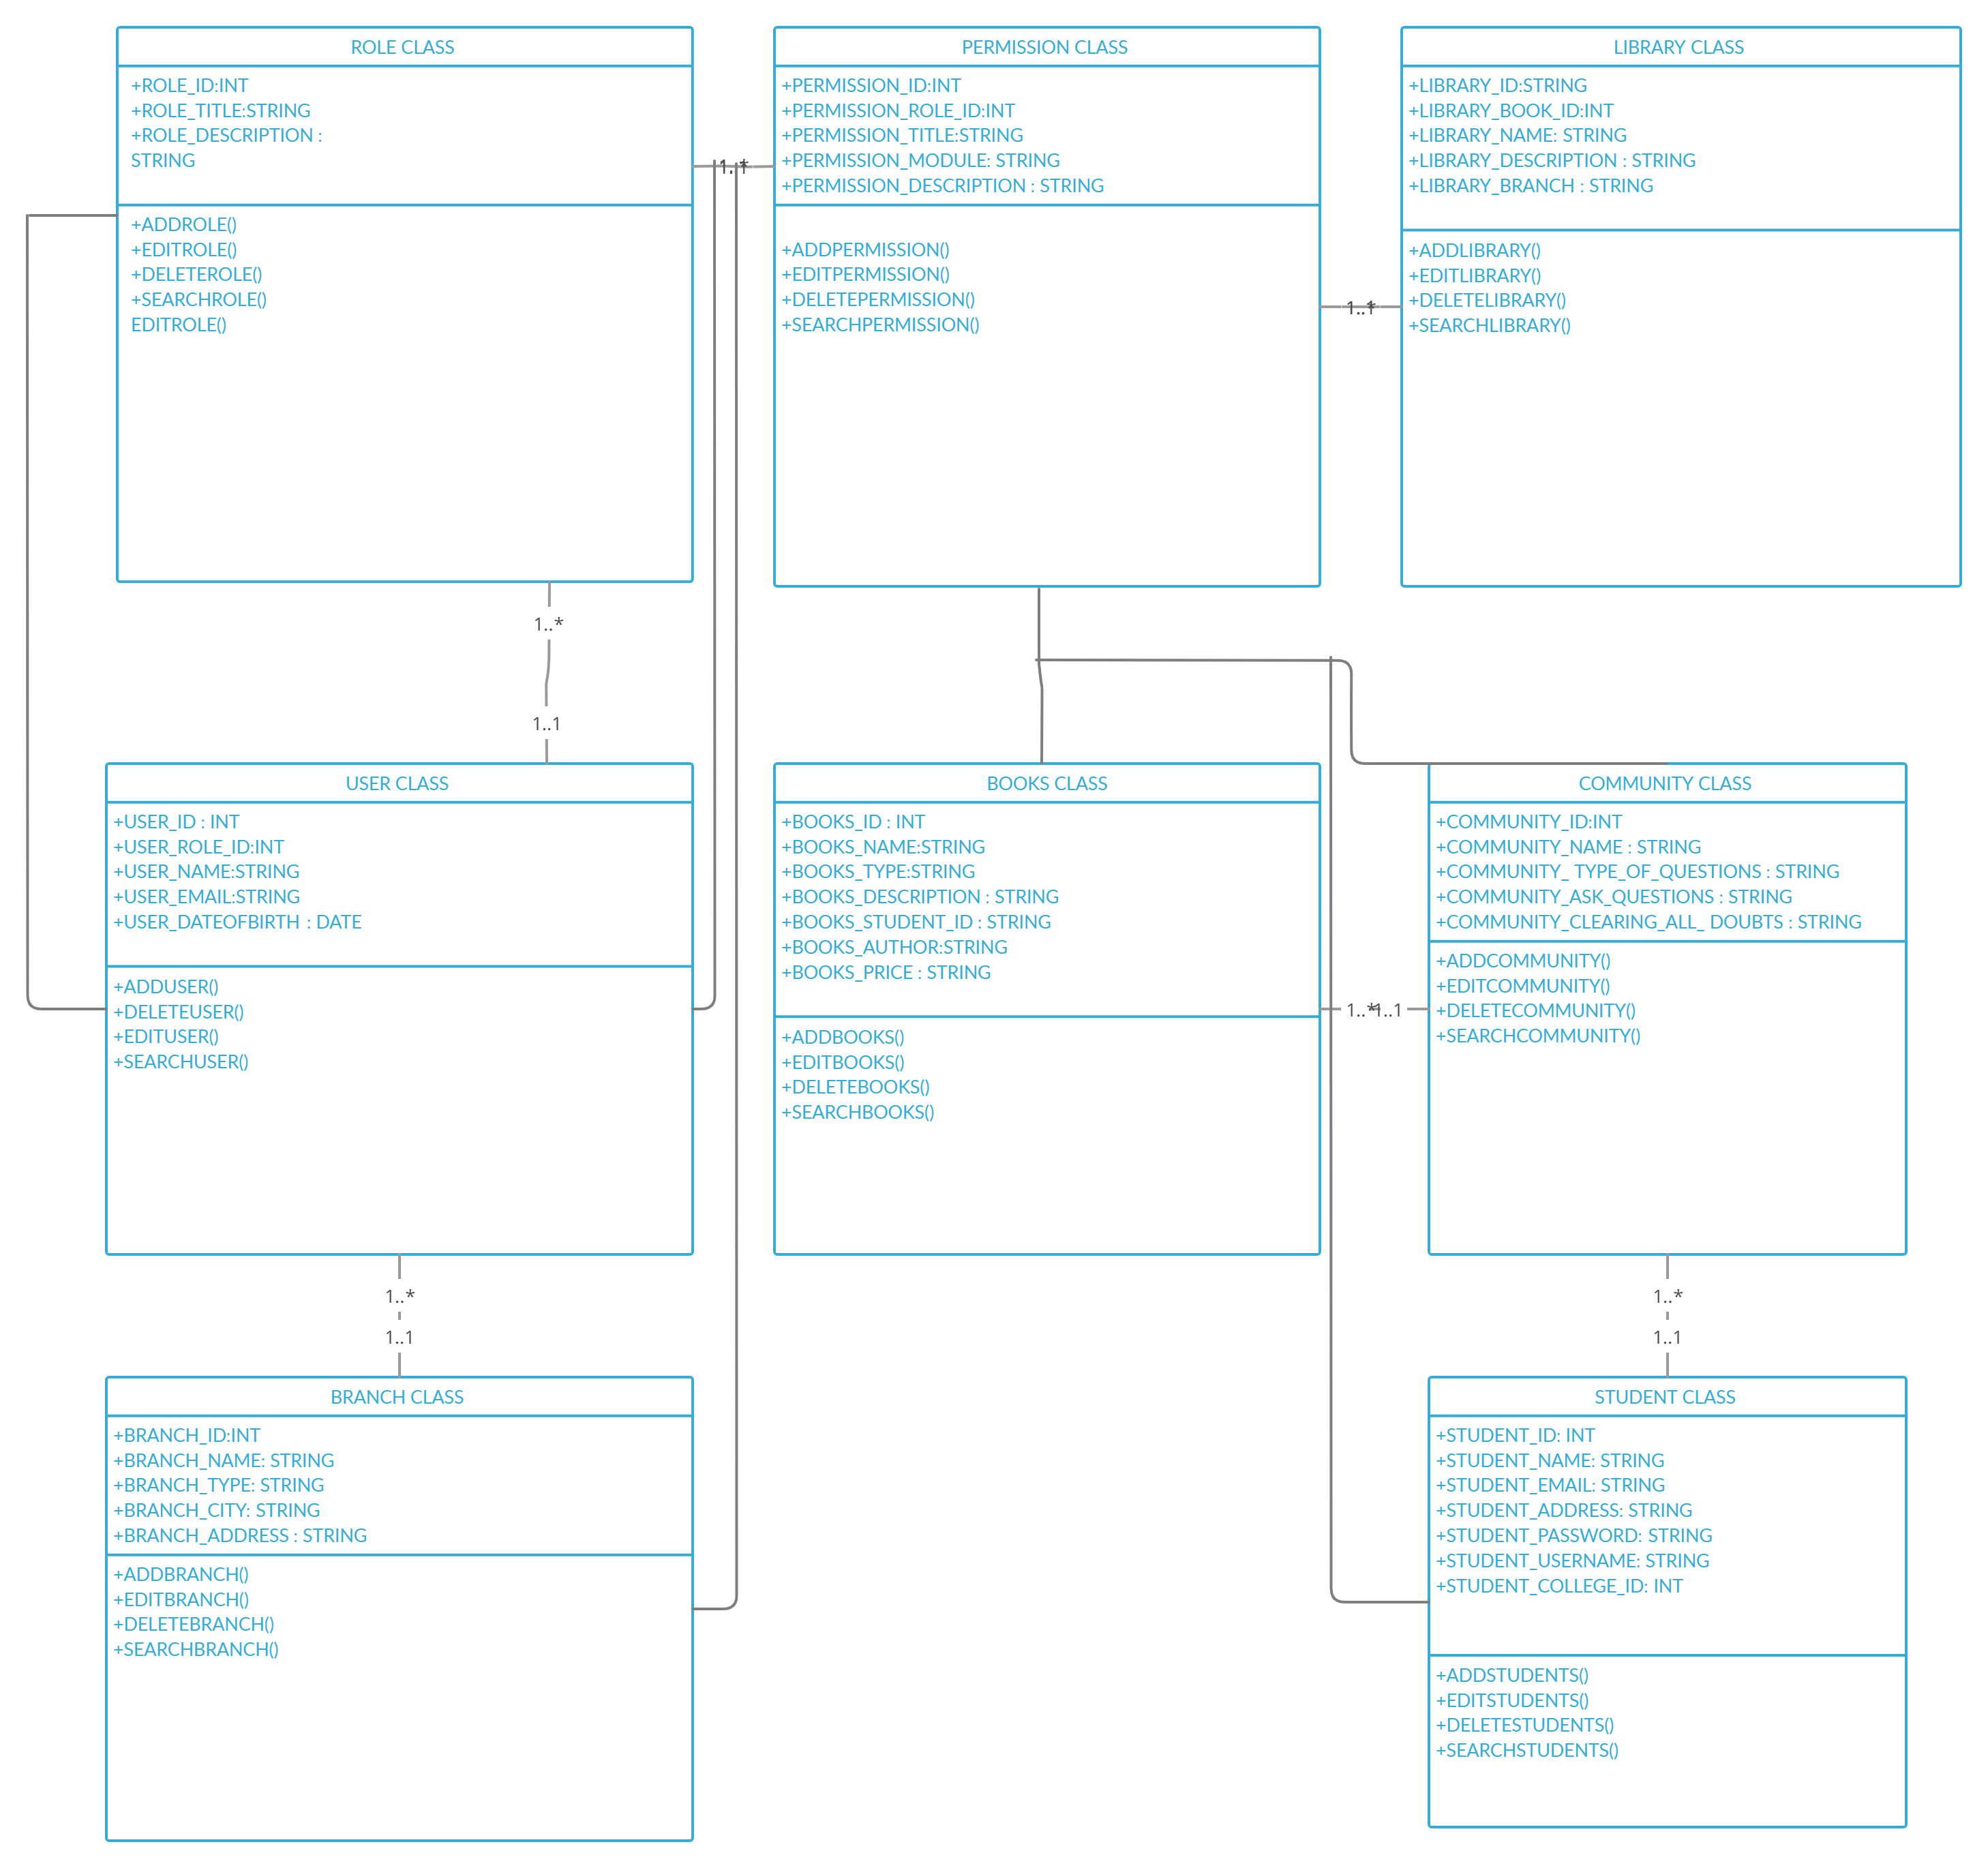 ROLE CLASS
+ROLE_ID:INT
+ROLE_TITLE:STRING
+ROLE_DESCRIPTION :
STRING
+ADDROLE()
+EDITROLE()
+DELETEROLE()
+SEARCHROLE()
EDITROLE()
PERMISSION CLASS
+PERMISSION_ID:INT
+PERMISSION_ROLE_ID:INT
+PERMISSION_TITLE:STRING
+PERMISSION_MODULE: STRING
+PERMISSION_DESCRIPTION : STRING
+ADDPERMISSION()
+EDITPERMISSION()
+DELETEPERMISSION()
+SEARCHPERMISSION()
LIBRARY CLASS
+LIBRARY_ID:STRING
+LIBRARY_BOOK_ID:INT
+LIBRARY_NAME: STRING
+LIBRARY_DESCRIPTION : STRING
+LIBRARY_BRANCH : STRING
+ADDLIBRARY()
+EDITLIBRARY()
+DELETELIBRARY()
+SEARCHLIBRARY()
1..*
1..1
USER CLASS
+USER_ID : INT
+USER_ROLE_ID:INT
+USER_NAME:STRING
+USER_EMAIL:STRING
+USER_DATEOFBIRTH : DATE
+ADDUSER()
+DELETEUSER()
+EDITUSER()
+SEARCHUSER()
BOOKS CLASS
+BOOKS_ID : INT
+BOOKS_NAME:STRING
+BOOKS_TYPE:STRING
+BOOKS_DESCRIPTION : STRING
+BOOKS_STUDENT_ID : STRING
+BOOKS_AUTHOR:STRING
+BOOKS_PRICE : STRING
+ADDBOOKS()
+EDITBOOKS()
+DELETEBOOKS()
+SEARCHBOOKS()
1..*
1..1
COMMUNITY CLASS
+COMMUNITY_ID:INT
+COMMUNITY_NAME : STRING
+COMMUNITY_ TYPE_OF_QUESTIONS : STRING
+COMMUNITY_ASK_QUESTIONS : STRING
+COMMUNITY_CLEARING_ALL_ DOUBTS : STRING
+ADDCOMMUNITY()
+EDITCOMMUNITY()
+DELETECOMMUNITY()
+SEARCHCOMMUNITY()
1..*
1..1
1..*
1..1
BRANCH CLASS
+BRANCH_ID:INT
+BRANCH_NAME: STRING
+BRANCH_TYPE: STRING
+BRANCH_CITY: STRING
+BRANCH_ADDRESS : STRING
+ADDBRANCH()
+EDITBRANCH()
+DELETEBRANCH()
+SEARCHBRANCH()
STUDENT CLASS
+STUDENT_ID: INT
+STUDENT_NAME: STRING
+STUDENT_EMAIL: STRING
+STUDENT_ADDRESS: STRING
+STUDENT_PASSWORD: STRING
+STUDENT_USERNAME: STRING
+STUDENT_COLLEGE_ID: INT
+ADDSTUDENTS()
+EDITSTUDENTS()
+DELETESTUDENTS()
+SEARCHSTUDENTS()